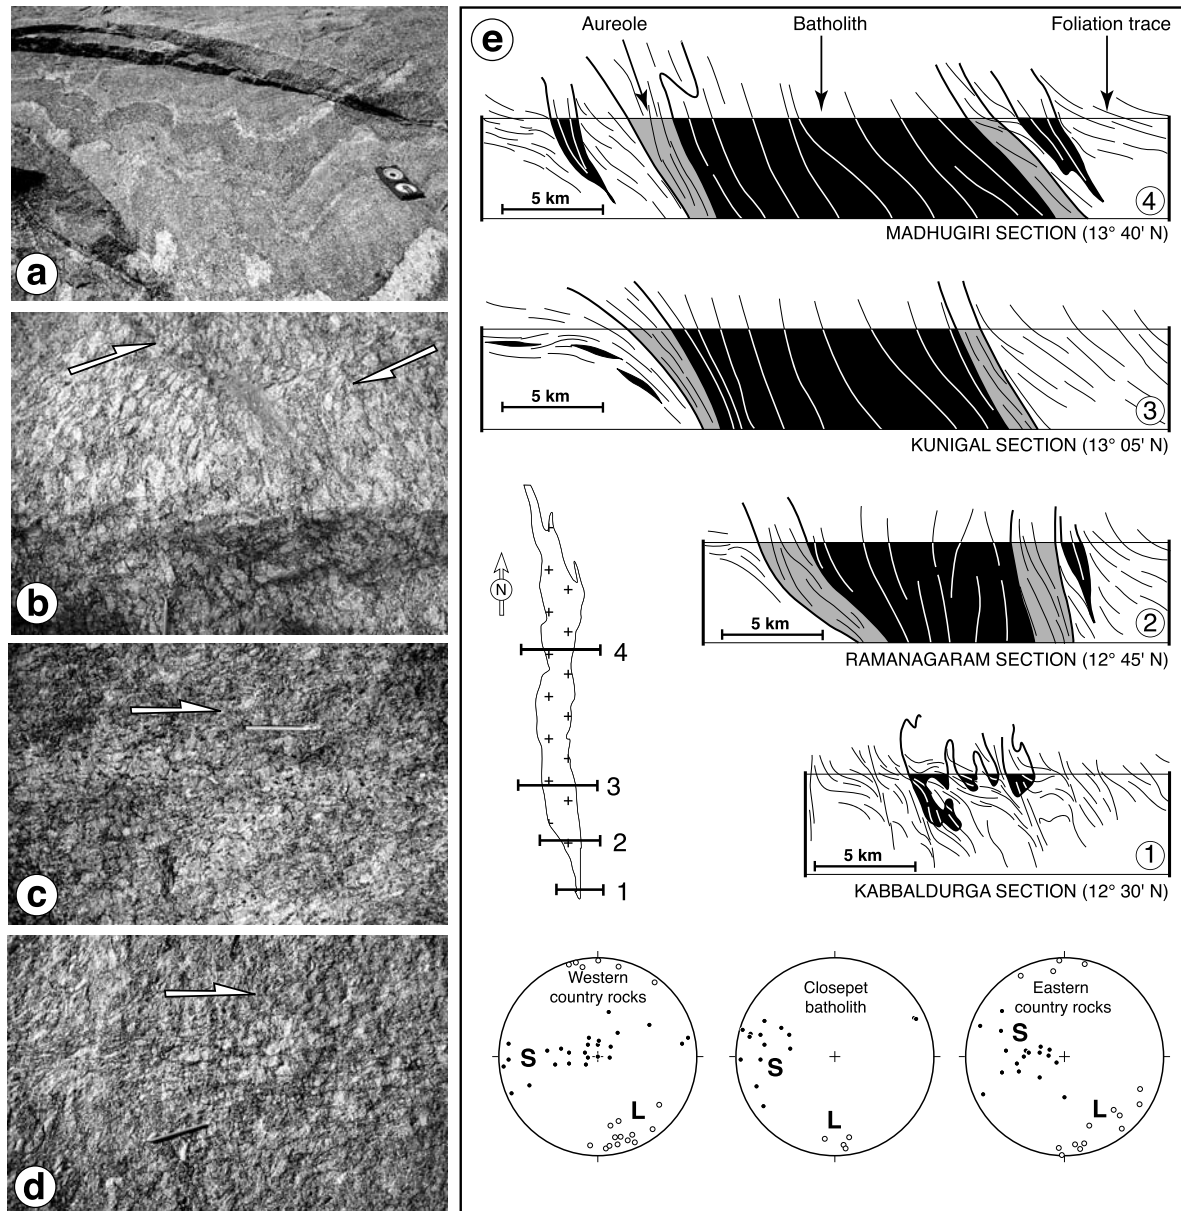 a
b
c
d
e
Aureole
Batholith
Foliation trace
5 km
4
MADHUGIRI SECTION (13° 40' N)
5 km
3
KUNIGAL SECTION (13° 05' N)
N
4
3
2
1
5 km
2
RAMANAGARAM SECTION (12° 45' N)
5 km
1
KABBALDURGA SECTION (12° 30' N)
Western
country rocks
S
L
Closepet
batholith
S
L
Eastern
country rocks
S
L